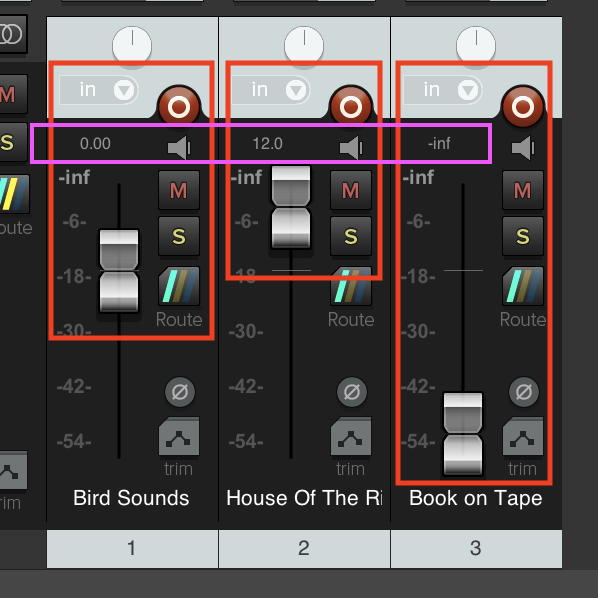 in in in
M
0.00 12.0 -inf
S
-inf M -inf M -inf M
-6- -6- -6-
S S S
oute
-18- -18- -18-
Route Route Route
-30- -30- -30-
-42- -42- -42-
-54- -54- -54-
trim trim trim
Bird Sounds House Of The Ri Book on Tape
rim
1 2 3